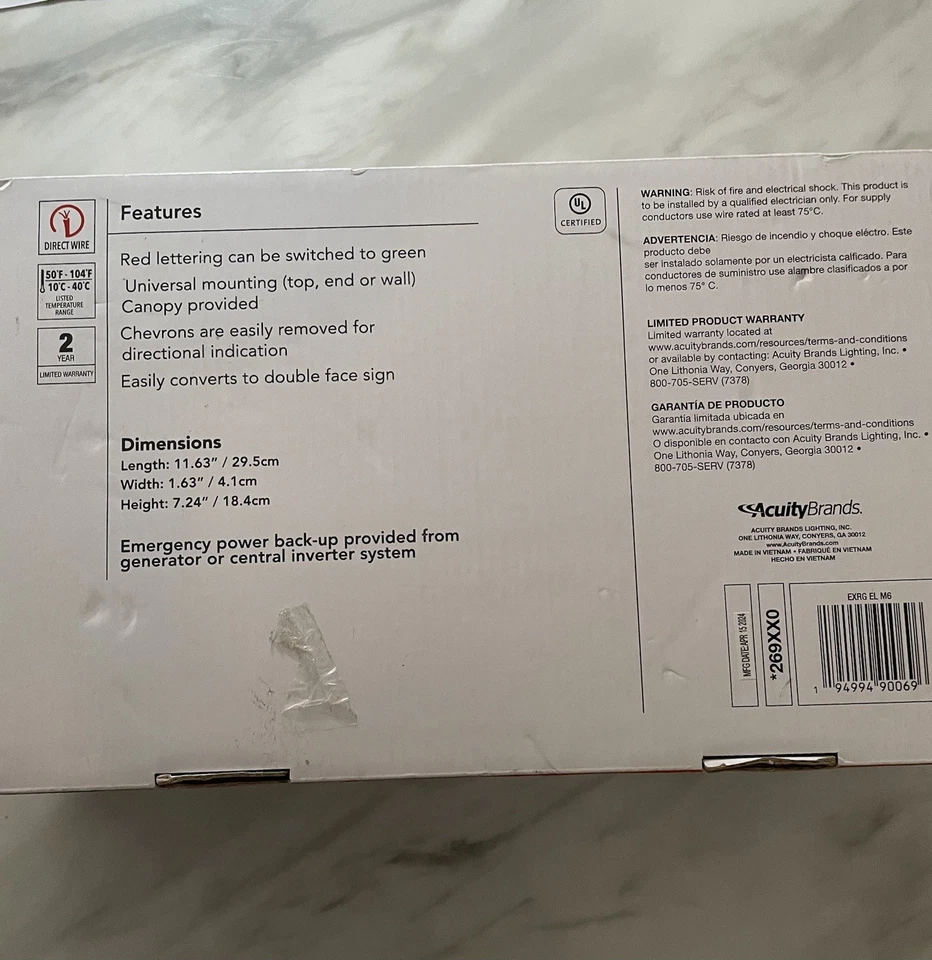 DIRECT WIRE
50°F - 104°F
10°C - 40°C
LISTED
TEMPERATURE
RANGE
2
YEAR
LIMITED WARRANTY
Features
Red lettering can be switched to green
Universal mounting (top, end or wall)
Canopy provided
Chevrons are easily removed for
directional indication
Easily converts to double face sign
Dimensions
Length: 11.63" / 29.5cm
Width: 1.63" / 4.1cm
Height: 7.24" / 18.4cm
Emergency power back-up provided from
generator or central inverter system
UL
CERTIFIED
WARNING: Risk of fire and electrical shock. This product is
to be installed by a qualified electrician only. For supply
conductors use wire rated at least 75°C.
ADVERTENCIA: Riesgo de incendio y choque eléctro. Este
producto debe
ser instalado solamente por un electricista calificado. Para
conductores de suministro use alambre clasificados a por
lo menos 75° C.
LIMITED PRODUCT WARRANTY
Limited warranty located at
www.acuitybrands.com/resources/terms-and-conditions
or available by contacting: Acuity Brands Lighting, Inc. •
One Lithonia Way, Conyers, Georgia 30012 •
800-705-SERV (7378)
GARANTÍA DE PRODUCTO
Garantía limitada ubicada en
www.acuitybrands.com/resources/terms-and-conditions
O disponible en contacto con Acuity Brands Lighting, Inc. •
One Lithonia Way, Conyers, Georgia 30012 •
800-705-SERV (7378)
AcuityBrands.
ACUITY BRANDS LIGHTING, INC.
ONE LITHONIA WAY, CONYERS, GA 30012
www.AcuityBrands.com
MADE IN VIETNAM • FABRIQUÉ EN VIETNAM
HECHO EN VIETNAM
MFG DATE:APR 15 2024
*269XX0
EXRG EL M6
1 94994 90069